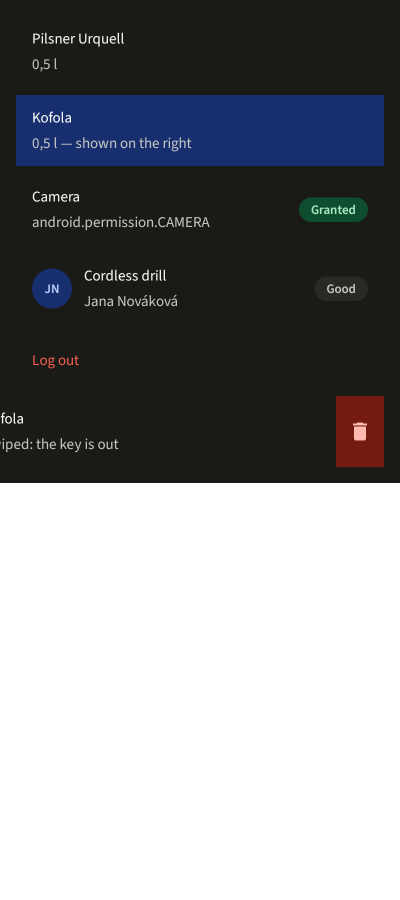 Pilsner Urquell
0,5 l
Kofola
0,5 l — shown on the right
Camera
android.permission.CAMERA
Granted
JN
Cordless drill
Jana Nováková
Good
Log out
fola
iped: the key is out